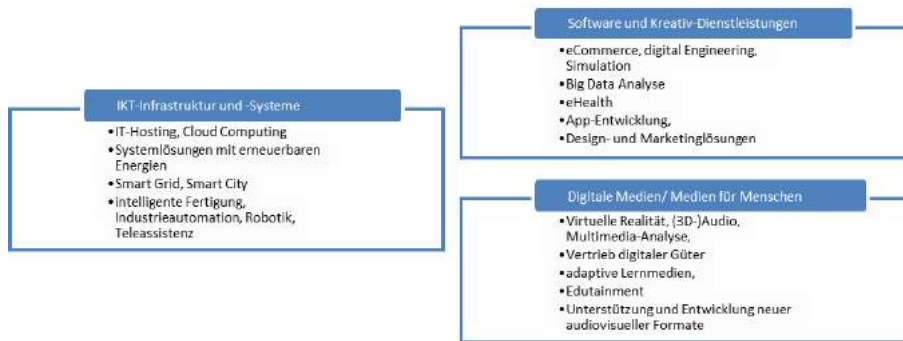 IKT-Infrastruktur und -Systeme
•IT-Hosting, Cloud Computing
•Systemlösungen mit erneuerbaren
Energien
•Smart Grid, Smart City
•intelligente Fertigung,
Industrieautomation, Robotik,
Teleassistenz
Software und Kreativ-Dienstleistungen
•eCommerce, digital Engineering,
Simulation
•Big Data Analyse
•eHealth
•App-Entwicklung,
•Design- und Marketinglösungen
Digitale Medien/ Medien für Menschen
•Virtuelle Realität, (3D-)Audio,
Multimedia-Analyse,
•Vertrieb digitaler Güter
•adaptive Lernmedien,
•Edutainment
•Unterstützung und Entwicklung neuer
audiovisueller Formate